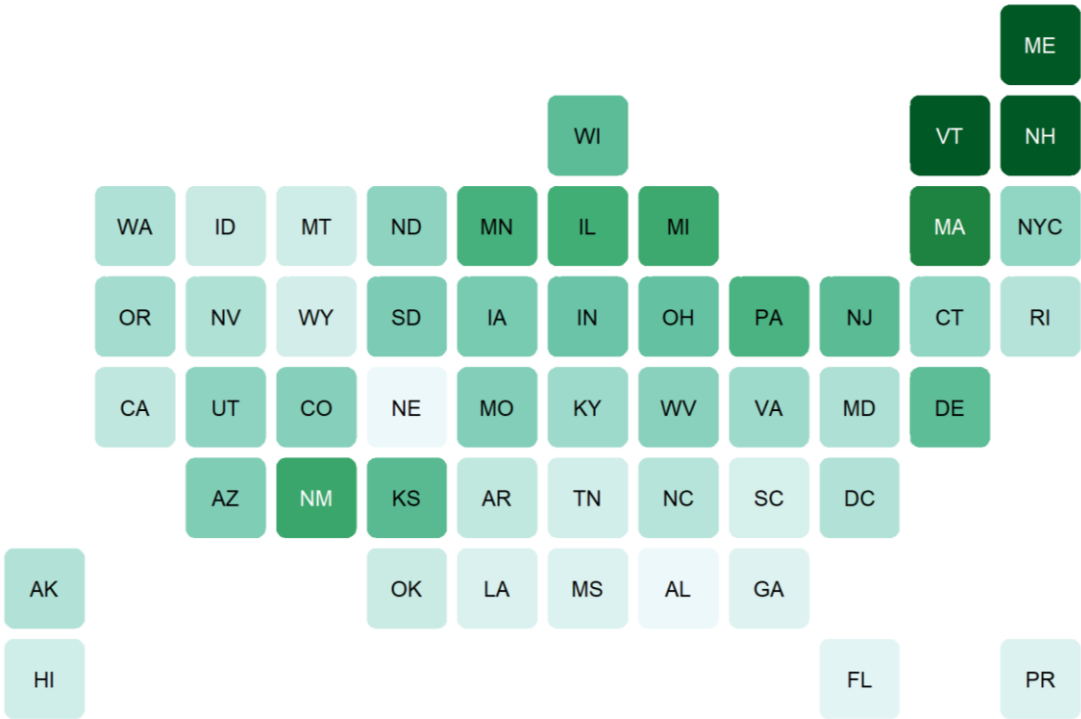 ME
WI VT NH
WA ID MT ND MN IL MI MA NYC
OR NV WY SD IA IN OH PA NJ CT RI
CA UT CO NE MO KY WV VA MD DE
AZ NM KS AR TN NC SC DC
AK OK LA MS AL GA
HI FL PR